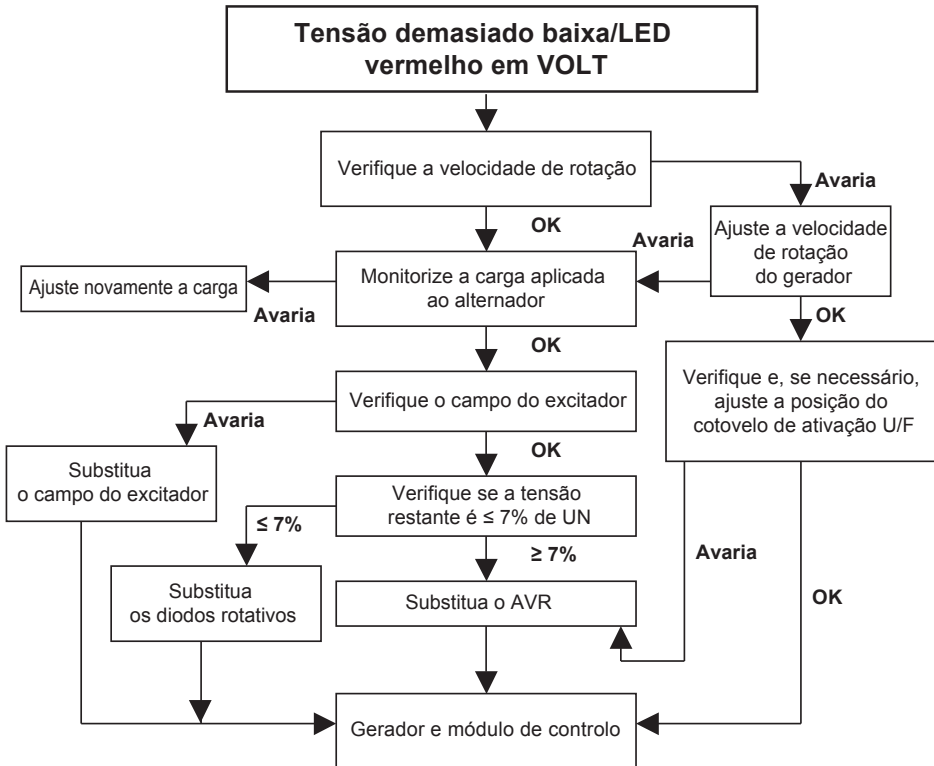 Tensão demasiado baixa/LED
vermelho em VOLT
Verifique a velocidade de rotação
Avaria
OK
Avaria
Ajuste a velocidade
de rotação
do gerador
Ajuste novamente a carga
Avaria
Monitorize a carga aplicada
ao alternador
OK
OK
Verifique e, se necessário,
ajuste a posição do
cotovelo de ativação U/F
Verifique o campo do excitador
Avaria
OK
Substitua
o campo do excitador
Verifique se a tensão
restante é ≤ 7% de UN
≤ 7%
≥ 7%
Avaria
OK
Substitua
os diodos rotativos
Substitua o AVR
Gerador e módulo de controlo